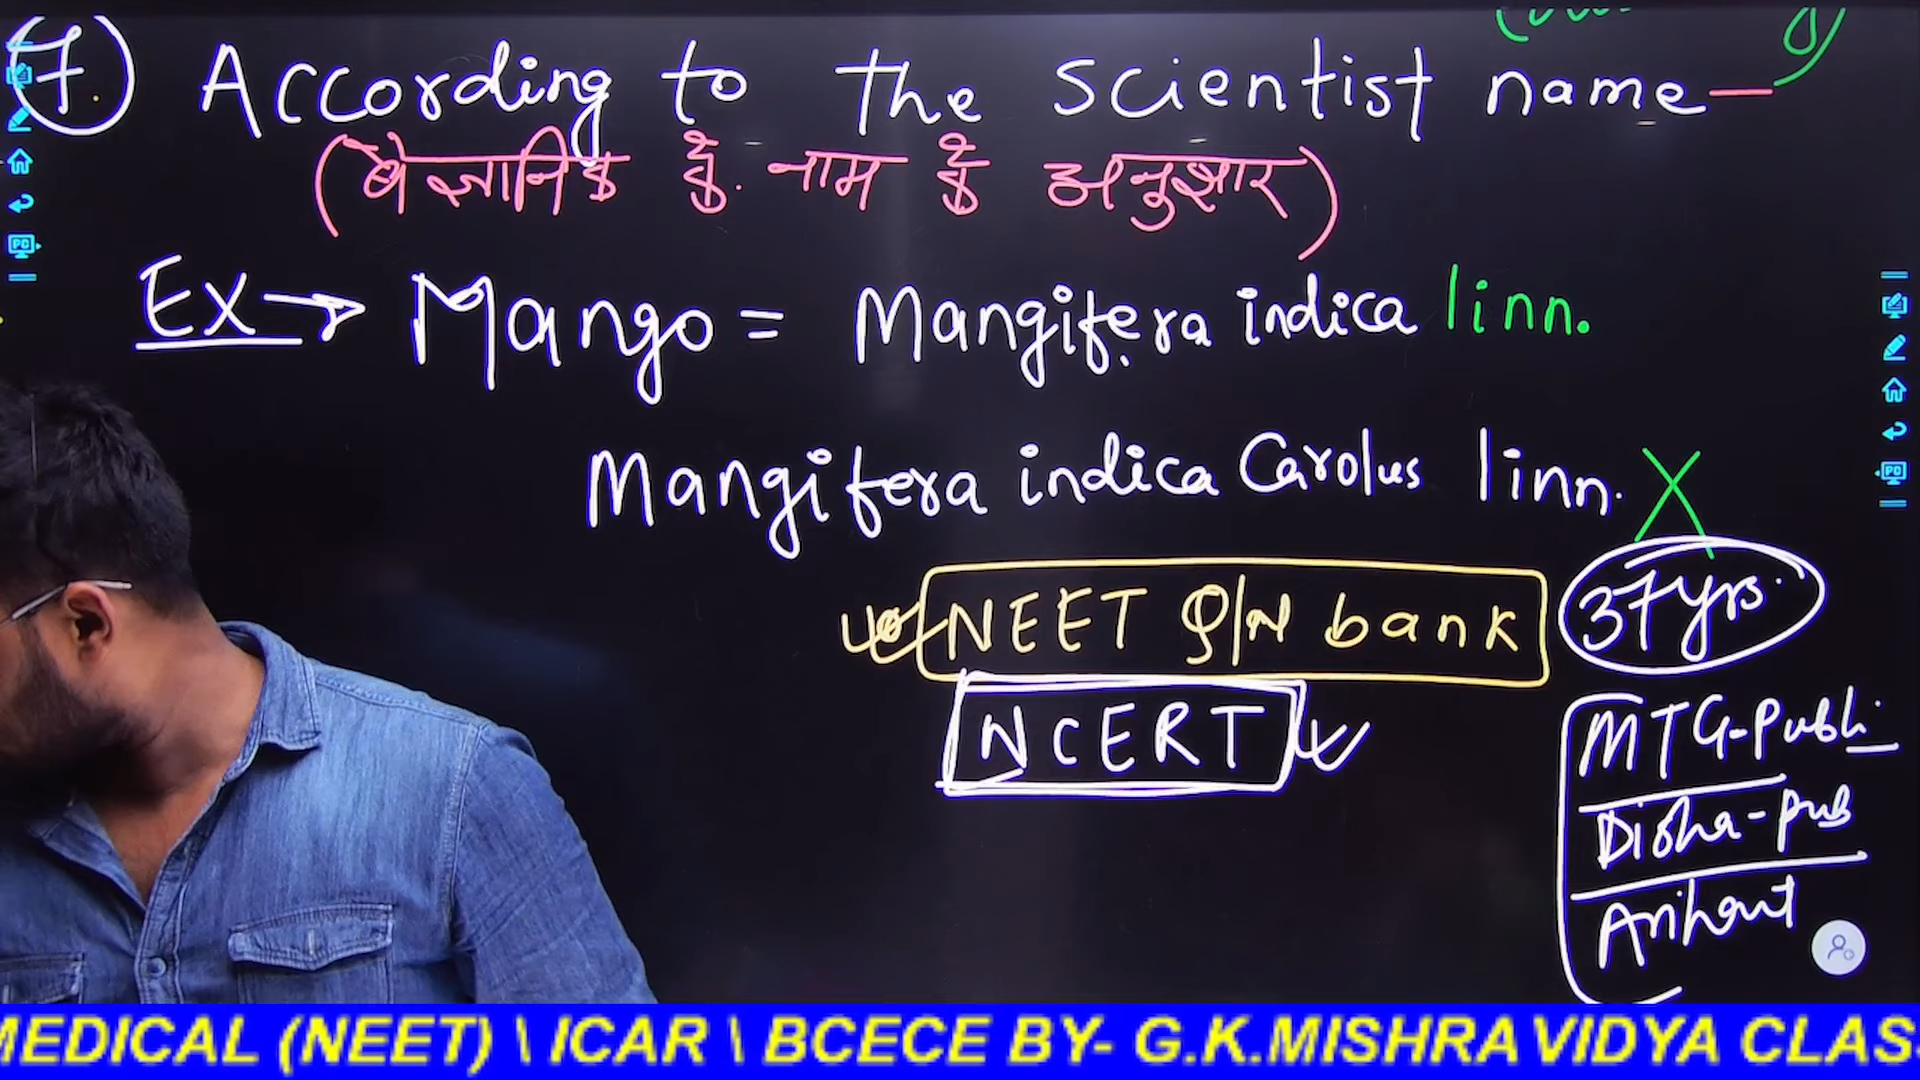 7. According to the Scientist name—
(वैज्ञानिक के नाम के अनुशार)
Ex → Mango = Mangifera indica linn.
Mangifera indica Carolus linn. X
NEET Q/N bank 37 yrs.
NCERT
MTG-Publi.
Disha-pub
Arihant
MEDICAL (NEET) \ ICAR \ BCECE BY- G.K.MISHRA VIDYA CLAS